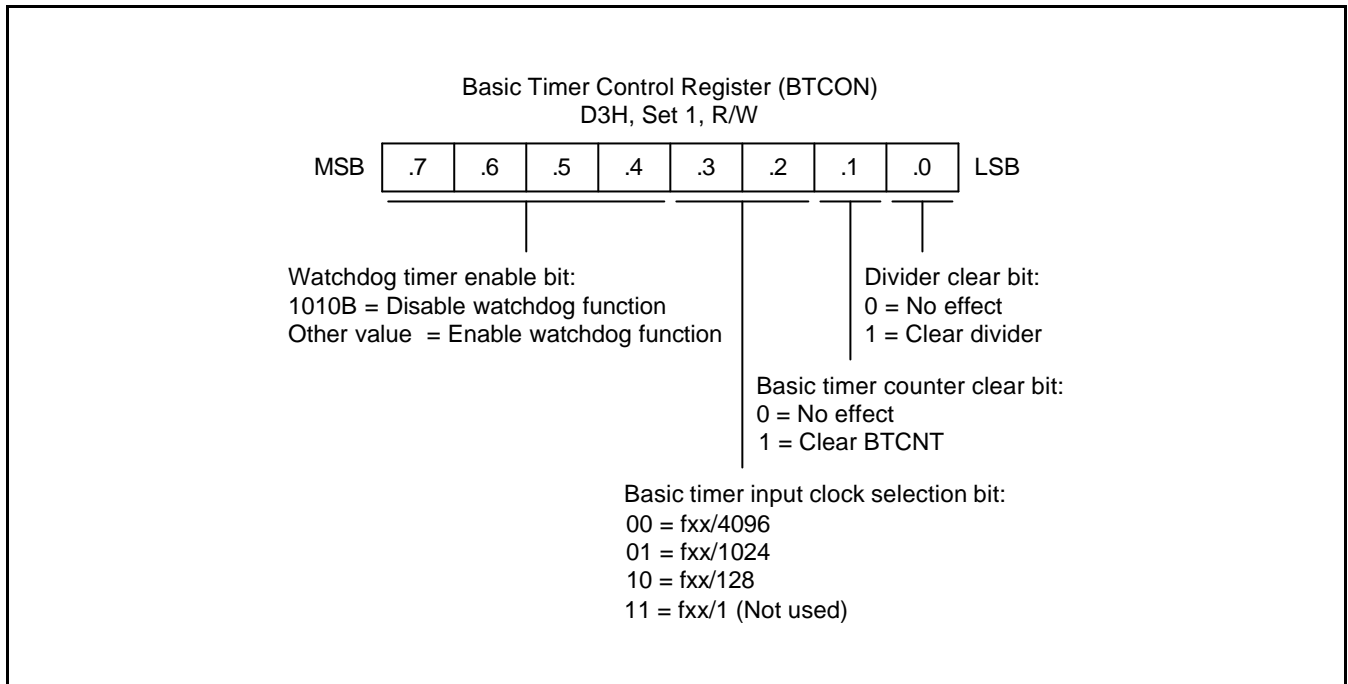 Basic Timer Control Register (BTCON)
D3H, Set 1, R/W
MSB .7 .6 .5 .4 .3 .2 .1 .0 LSB
Watchdog timer enable bit:
1010B = Disable watchdog function
Other value = Enable watchdog function
Divider clear bit:
0 = No effect
1 = Clear divider
Basic timer counter clear bit:
0 = No effect
1 = Clear BTCNT
Basic timer input clock selection bit:
00 = fxx/4096
01 = fxx/1024
10 = fxx/128
11 = fxx/1 (Not used)